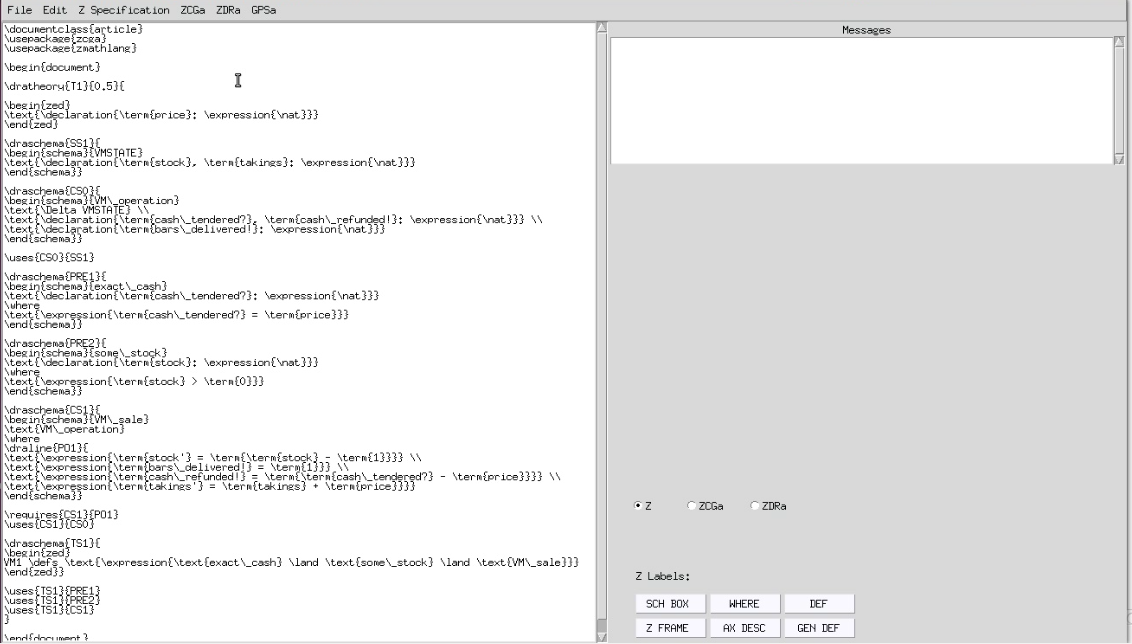 File Edit Z Specification ZCGa ZDRa GPSa
\documentclass{article}
\usepackage{zcga}
\usepackage{zmathlang}
\begin{document}
\dratheory{T1}{0.5}{
\begin{zed}
\text{\declaration{\term{price}: \expression{\nat}}}
\end{zed}
\draschema{SS1}{
\begin{schema}{VMSTATE}
\text{\declaration{\term{stock}, \term{takings}: \expression{\nat}}}
\end{schema}}
\draschema{CS0}{
\begin{schema}{VM\_operation}
\text{\Delta VMSTATE} \\
\text{\declaration{\term{cash\_tendered?}, \term{cash\_refunded!}: \expression{\nat}}} \\
\text{\declaration{\term{bars\_delivered!}: \expression{\nat}}}
\end{schema}}
\uses{CS0}{SS1}
\draschema{PRE1}{
\begin{schema}{exact\_cash}
\text{\declaration{\term{cash\_tendered?}: \expression{\nat}}}
\where
\text{\expression{\term{cash\_tendered?} = \term{price}}}
\end{schema}}
\draschema{PRE2}{
\begin{schema}{some\_stock}
\text{\declaration{\term{stock}: \expression{\nat}}}
\where
\text{\expression{\term{stock} > \term{0}}}
\end{schema}}
\draschema{CS1}{
\begin{schema}{VM\_sale}
\text{VM\_operation}
\where
\draline{PO1}{
\text{\expression{\term{stock'} = \term{\term{stock} - \term{1}}}} \\
\text{\expression{\term{bars\_delivered!} = \term{1}}} \\
\text{\expression{\term{cash\_refunded!} = \term{\term{cash\_tendered?} - \term{price}}}} \\
\text{\expression{\term{takings'} = \term{takings} + \term{price}}}}
\end{schema}}
\requires{CS1}{PO1}
\uses{CS1}{CS0}
\draschema{TS1}{
\begin{zed}
VM1 \defs \text{\expression{\text{exact\_cash} \land \text{some\_stock} \land \text{VM\_sale}}}
\end{zed}}
\uses{TS1}{PRE1}
\uses{TS1}{PRE2}
\uses{TS1}{CS1}
}
\end{document}
Messages
Z ZCGa ZDRa
Z Labels:
SCH BOX WHERE DEF
Z FRAME AX DESC GEN DEF